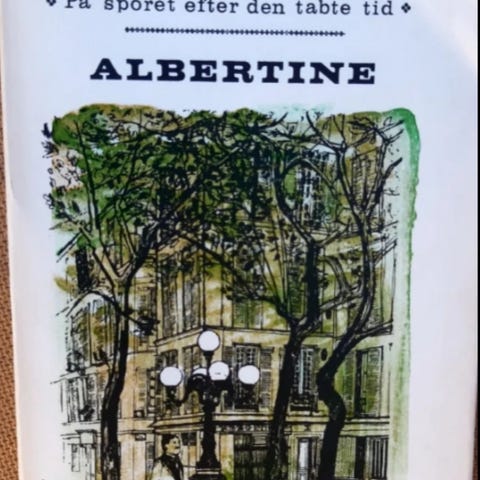 På sporet efter den tabte tid
ALBERTINE